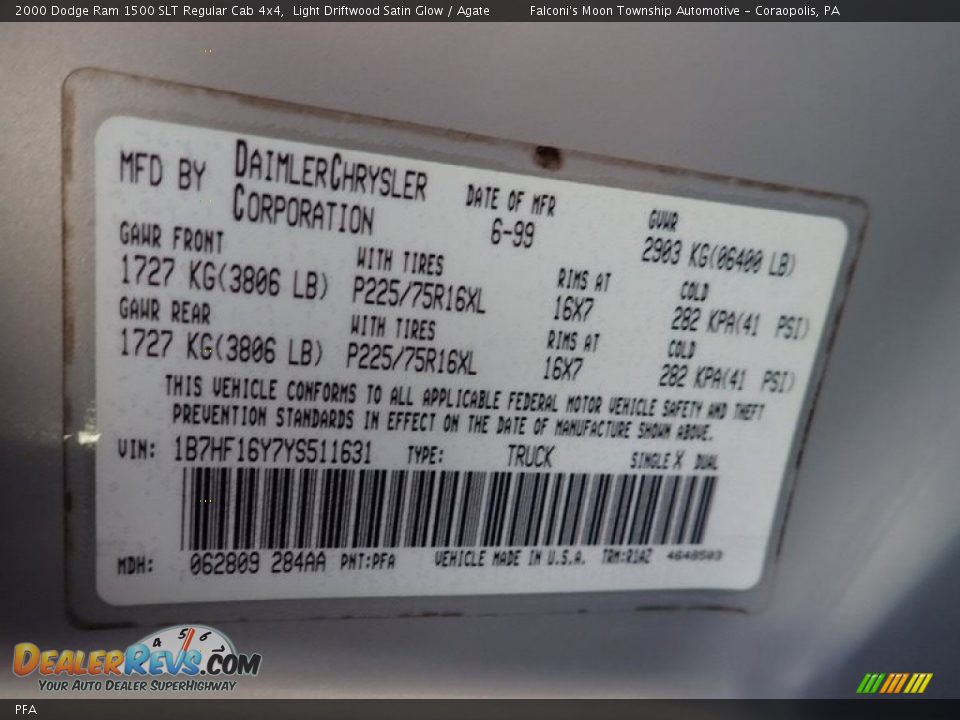 2000 Dodge Ram 1500 SLT Regular Cab 4x4, Light Driftwood Satin Glow / Agate Falconi's Moon Township Automotive - Coraopolis, PA
MFD BY DAIMLERCHRYSLER CORPORATION
DATE OF MFR 6-99
GVWR 2903 KG(06400 LB)
GAWR FRONT WITH TIRES RIMS AT COLD
1727 KG(3806 LB) P225/75R16XL 16X7 282 KPA(41 PSI)
GAWR REAR WITH TIRES RIMS AT COLD
1727 KG(3806 LB) P225/75R16XL 16X7 282 KPA(41 PSI)
THIS VEHICLE CONFORMS TO ALL APPLICABLE FEDERAL MOTOR VEHICLE SAFETY AND THEFT
PREVENTION STANDARDS IN EFFECT ON THE DATE OF MANUFACTURE SHOWN ABOVE.
VIN: 1B7HF16Y7YS511631 TYPE: TRUCK SINGLE X DUAL
MDH: 062809 284AA PNT:PFA VEHICLE MADE IN U.S.A. TRM:R1AZ 4648503
4 5 6
DEALERREVS.COM
YOUR AUTO DEALER SUPERHIGHWAY
PFA